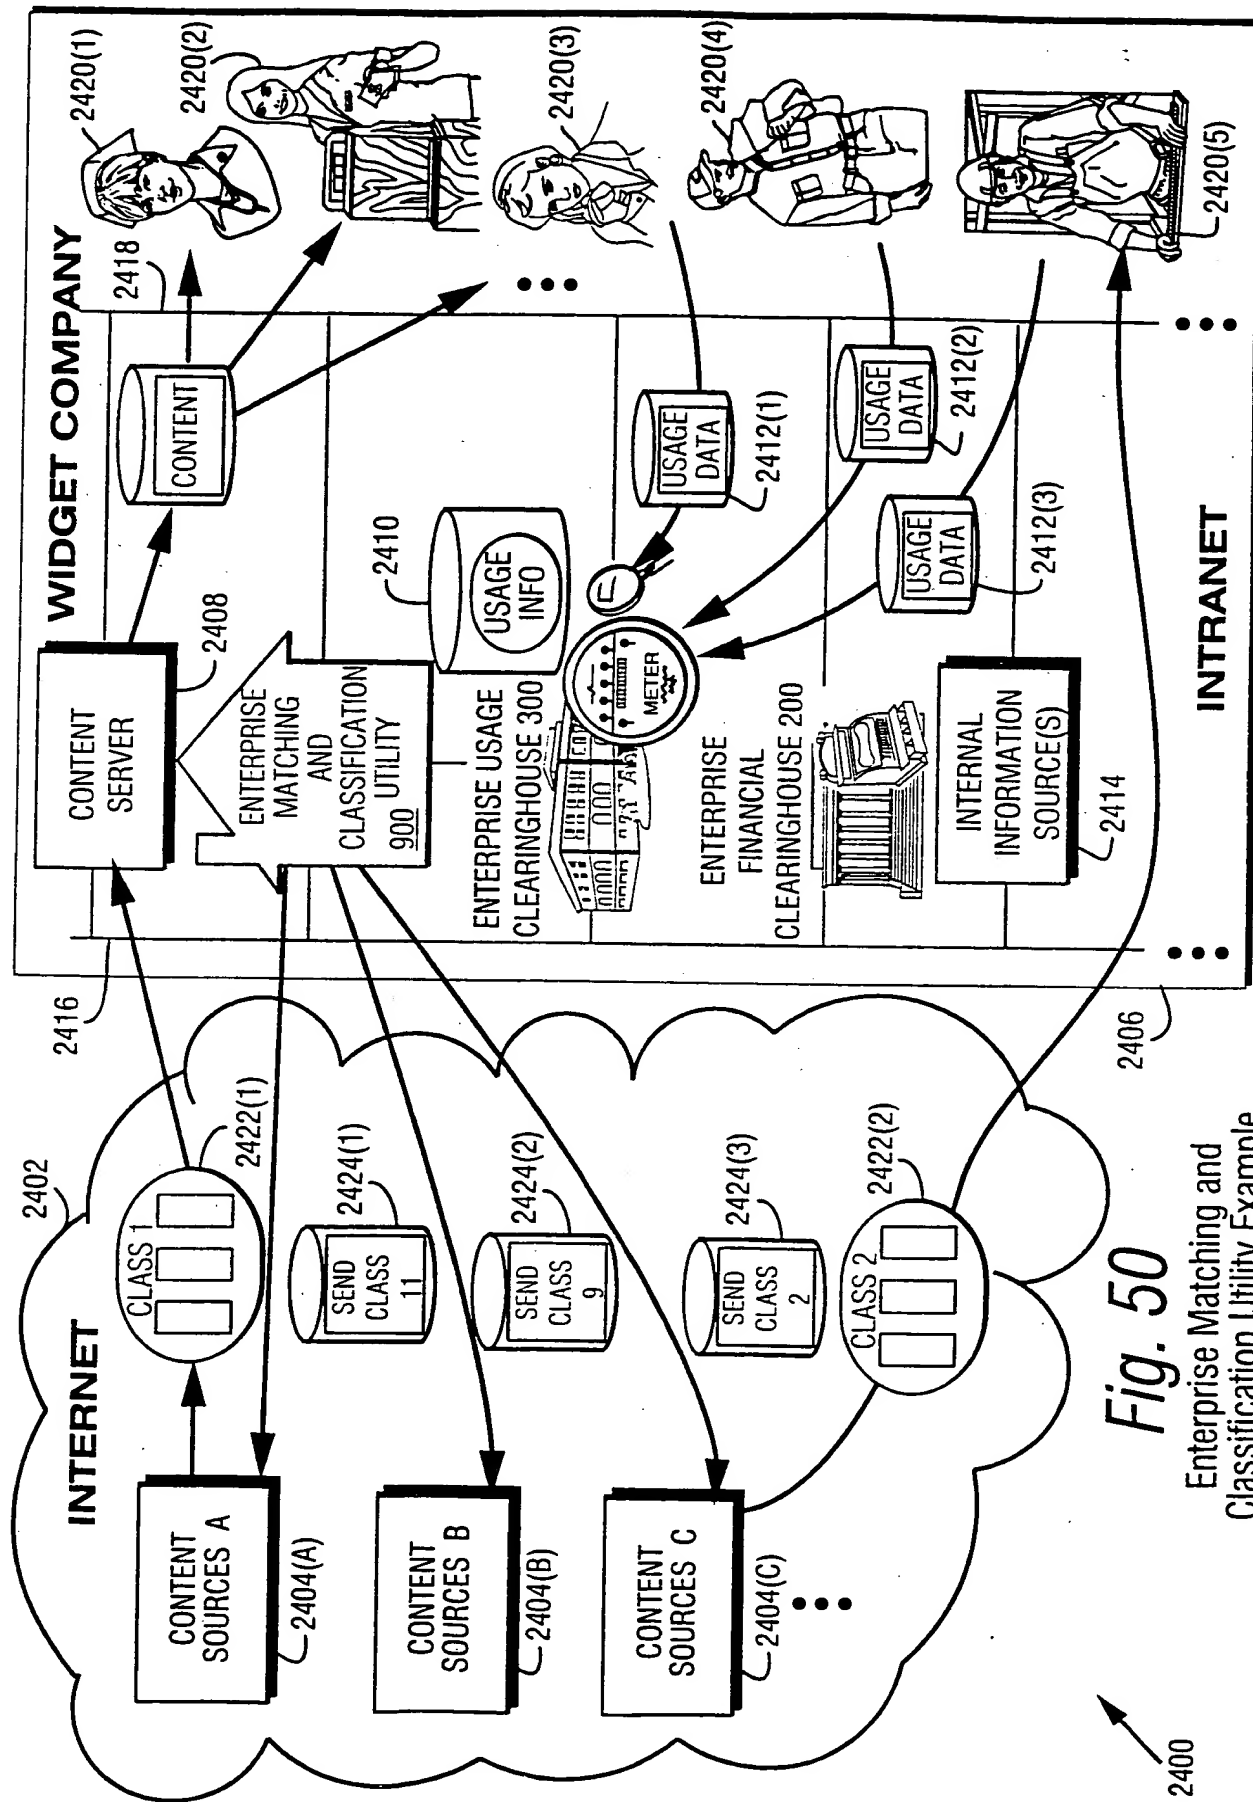 INTERNET
2402
CONTENT
SOURCES A
2404(A)
CLASS 1
2422(1)
SEND
CLASS
11
2424(1)
CONTENT
SOURCES B
2404(B)
SEND
CLASS
9
2424(2)
CONTENT
SOURCES C
2404(C)
SEND
CLASS
2
2424(3)
CLASS 2
2422(2)
WIDGET COMPANY
2416
CONTENT
SERVER
2408
CONTENT
2418
ENTERPRISE
MATCHING
AND
CLASSIFICATION
UTILITY
900
2410
USAGE
INFO
ENTERPRISE USAGE
CLEARINGHOUSE 300
METER
USAGE
DATA
2412(1)
USAGE
DATA
2412(2)
USAGE
DATA
2412(3)
ENTERPRISE
FINANCIAL
CLEARINGHOUSE 200
INTERNAL
INFORMATION
SOURCE(S)
2414
2420(1)
2420(2)
2420(3)
2420(4)
2420(5)
INTRANET
2406
2400
Fig. 50
Enterprise Matching and
Classification Utility Example